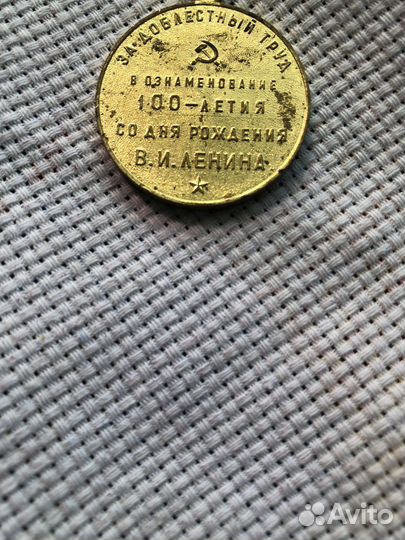 ЗА ДОБЛЕСТНЫЙ ТРУД.
В ОЗНАМЕНОВАНИЕ
100-ЛЕТИЯ
СО ДНЯ РОЖДЕНИЯ
В.И.ЛЕНИНА
Avito